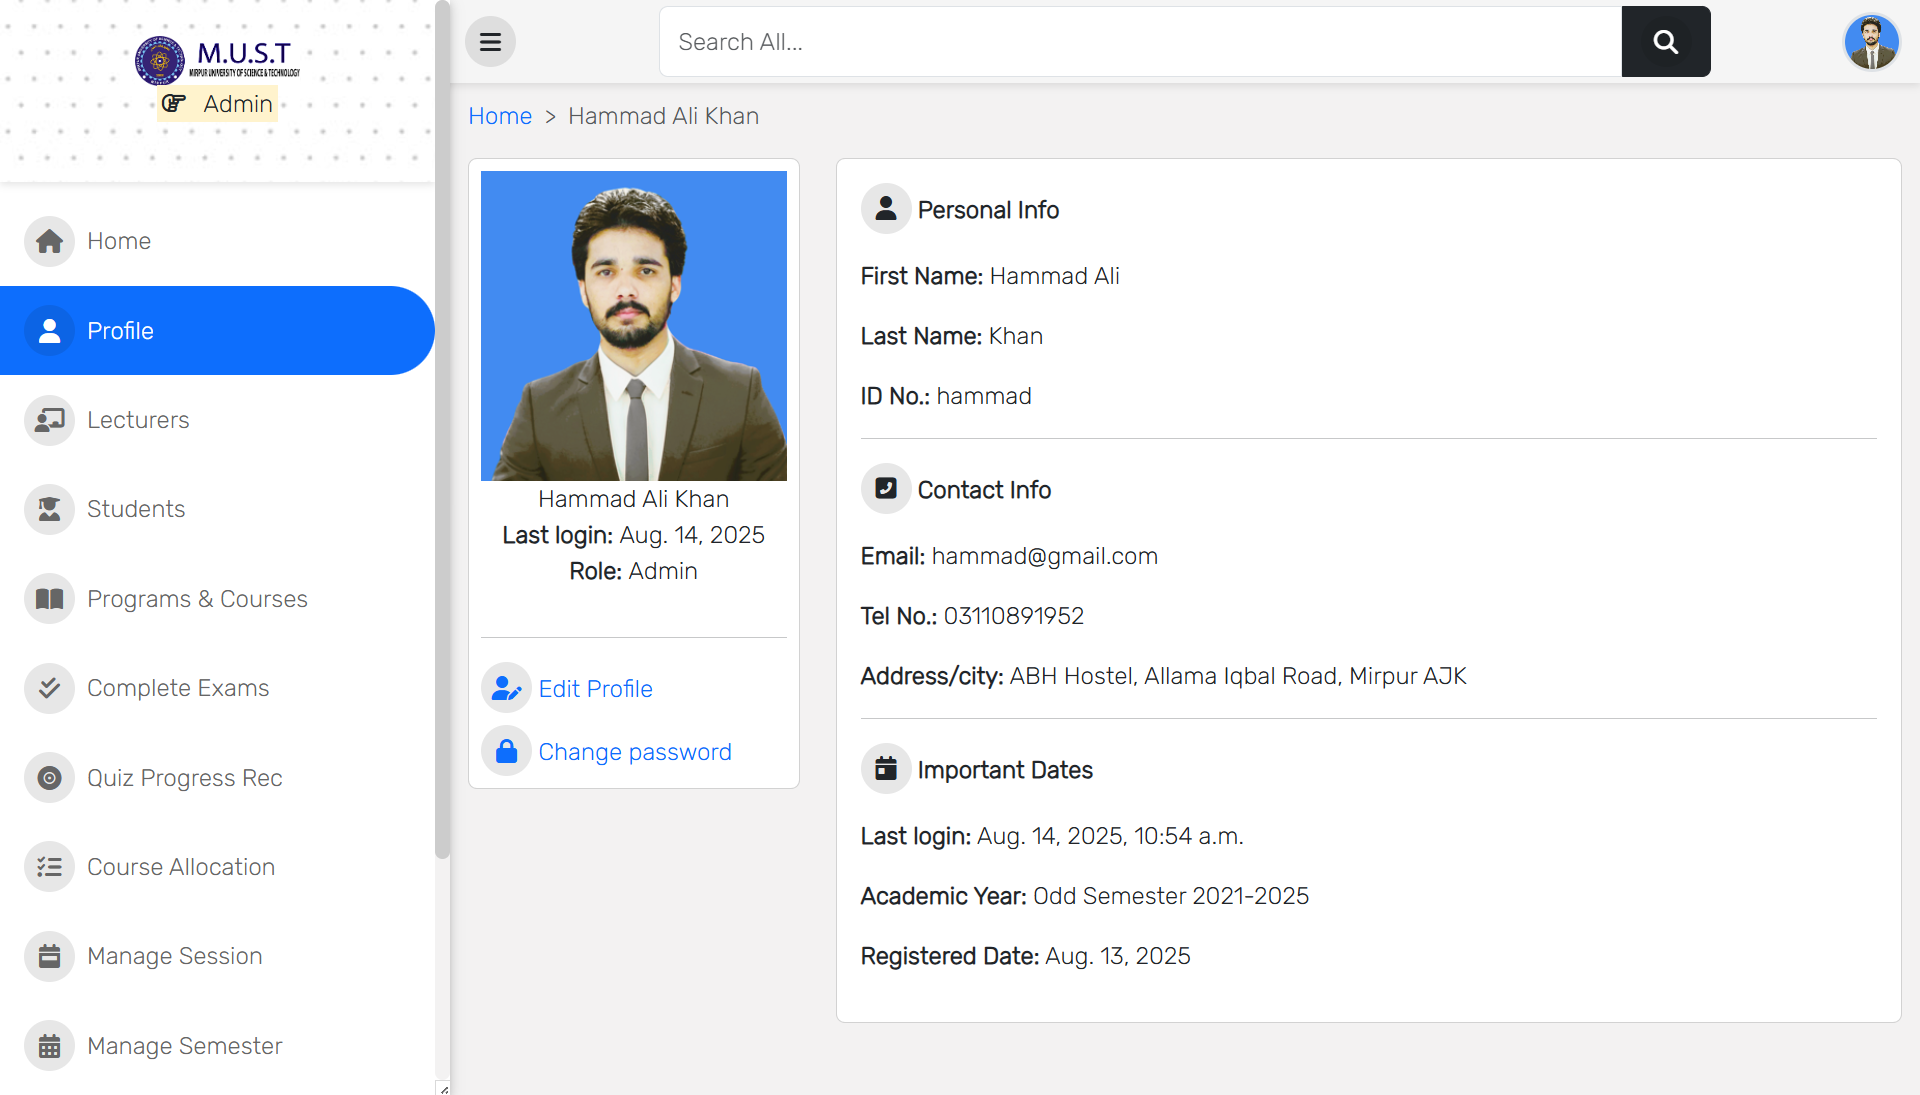 M.U.S.T
MIRPUR UNIVERSITY OF SCIENCE & TECHNOLOGY
Admin
Home
Profile
Lecturers
Students
Programs & Courses
Complete Exams
Quiz Progress Rec
Course Allocation
Manage Session
Manage Semester
Search All...
Home > Hammad Ali Khan
Hammad Ali Khan
Last login: Aug. 14, 2025
Role: Admin
Edit Profile
Change password
Personal Info
First Name: Hammad Ali
Last Name: Khan
ID No.: hammad
Contact Info
Email: hammad@gmail.com
Tel No.: 03110891952
Address/city: ABH Hostel, Allama Iqbal Road, Mirpur AJK
Important Dates
Last login: Aug. 14, 2025, 10:54 a.m.
Academic Year: Odd Semester 2021-2025
Registered Date: Aug. 13, 2025